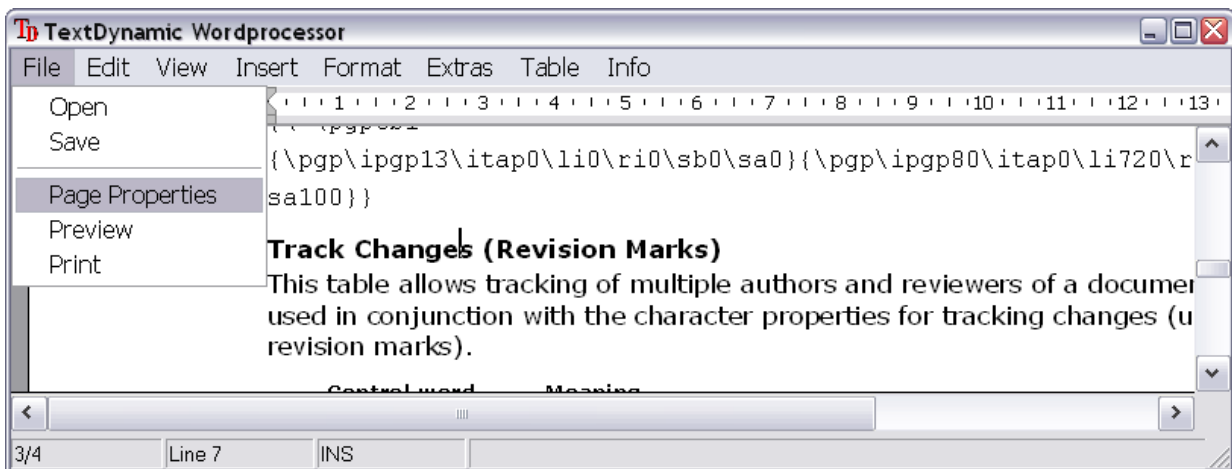 TextDynamic Wordprocessor
File Edit View Insert Format Extras Table Info
Open
Save
Page Properties
Preview
Print
1 2 3 4 5 6 7 8 9 10 11 12 13
{\pgp\ipgp13\itap0\li0\ri0\sb0\sa0}{\pgp\ipgp80\itap0\li720\r
sa100}}
Track Changes (Revision Marks)
This table allows tracking of multiple authors and reviewers of a documen
used in conjunction with the character properties for tracking changes (u
revision marks).
Control word Meaning
3/4 Line 7 INS